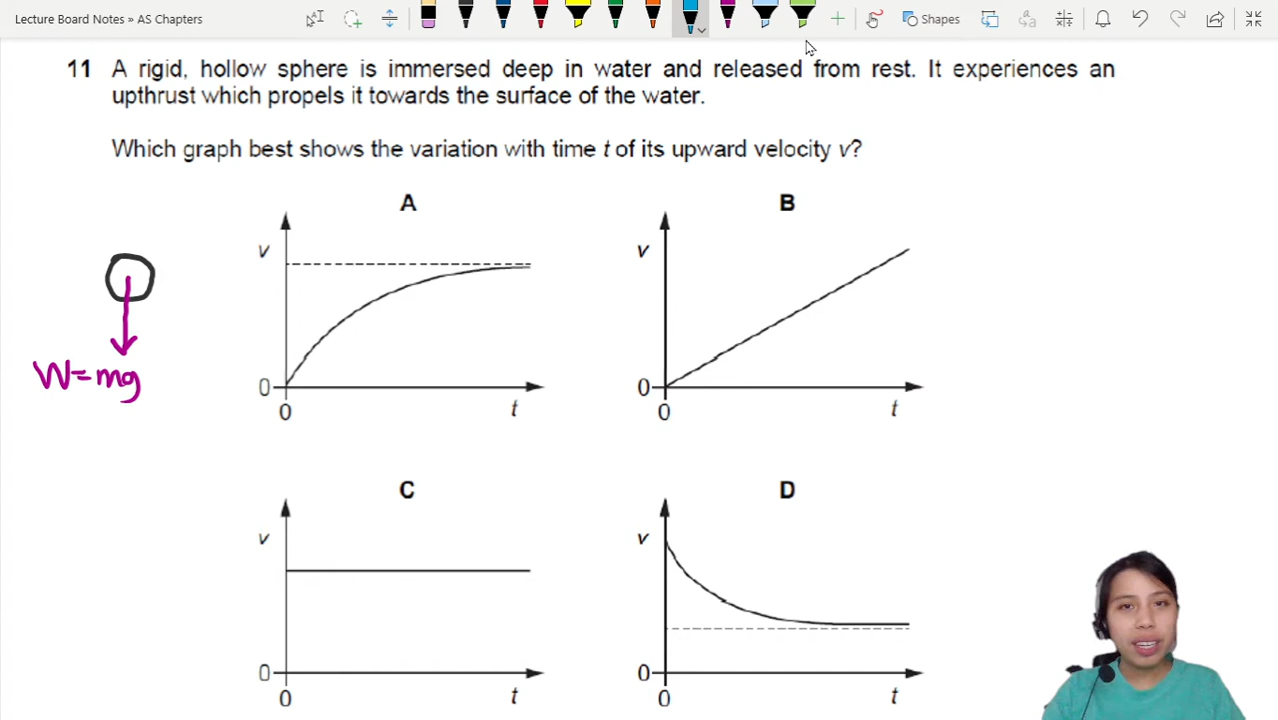 Lecture Board Notes » AS Chapters
Shapes
11 A rigid, hollow sphere is immersed deep in water and released from rest. It experiences an
upthrust which propels it towards the surface of the water.
Which graph best shows the variation with time t of its upward velocity v?
A
v
0
0
t
B
v
0
0
t
W=mg
C
v
0
0
t
D
v
0
0
t